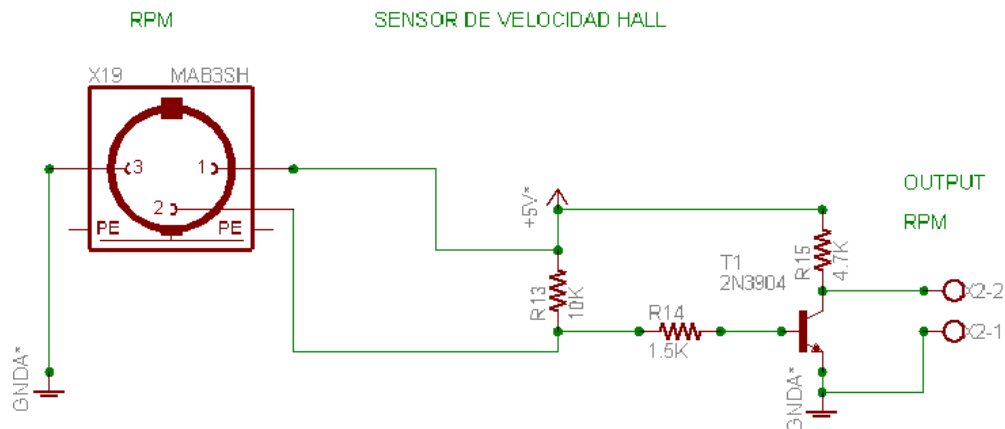 RPM
SENSOR DE VELOCIDAD HALL
X19
MAB3SH
3
1
2
PE
PE
GNDA*
+5V*
R13
10K
R14
1.5K
T1
2N3904
R15
4.7K
GNDA*
OUTPUT
RPM
X2-2
X2-1